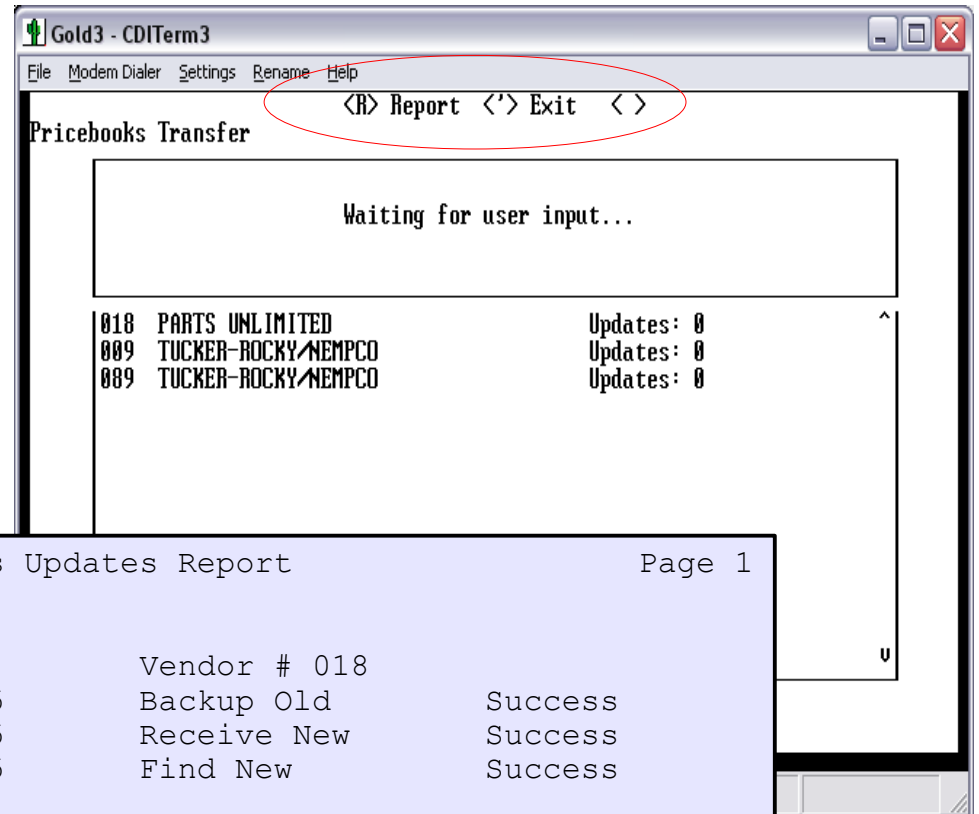 Gold3 - CDITerm3
File Modem Dialer Settings Rename Help
<R> Report <'> Exit < >
Pricebooks Transfer
Waiting for user input...
018 PARTS UNLIMITED Updates: 0
009 TUCKER-ROCKY/NEMPCO Updates: 0
089 TUCKER-ROCKY/NEMPCO Updates: 0
Updates Report Page 1
Vendor # 018
Backup Old Success
Receive New Success
Find New Success